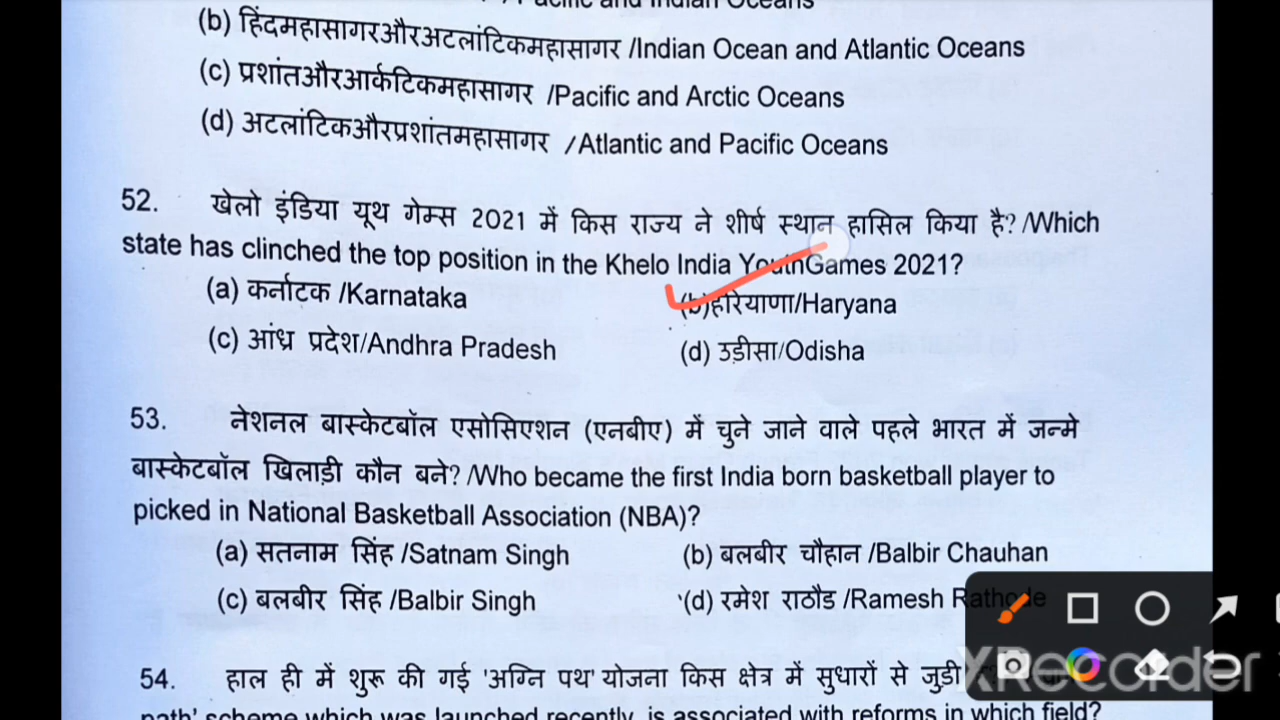 /Pacific and Indian Oceans
(b) हिंदमहासागरऔरअटलांटिकमहासागर /Indian Ocean and Atlantic Oceans
(c) प्रशांतऔरआर्कटिकमहासागर /Pacific and Arctic Oceans
(d) अटलांटिकऔरप्रशांतमहासागर /Atlantic and Pacific Oceans
52. खेलो इंडिया यूथ गेम्स 2021 में किस राज्य ने शीर्ष स्थान हासिल किया है? /Which
state has clinched the top position in the Khelo India YouthGames 2021?
(a) कर्नाटक /Karnataka (b)हरियाणा/Haryana
(c) आंध्र प्रदेश/Andhra Pradesh (d) उड़ीसा/Odisha
53. नेशनल बास्केटबॉल एसोसिएशन (एनबीए) में चुने जाने वाले पहले भारत में जन्मे
बास्केटबॉल खिलाड़ी कौन बने? /Who became the first India born basketball player to
picked in National Basketball Association (NBA)?
(a) सतनाम सिंह /Satnam Singh (b) बलबीर चौहान /Balbir Chauhan
(c) बलबीर सिंह /Balbir Singh (d) रमेश राठौड /Ramesh Rathode
54. हाल ही में शुरू की गई 'अग्नि पथ' योजना किस क्षेत्र में सुधारों से जुड़ी
path' scheme which was launched recently, is associated with reforms in which field?
XRecorder